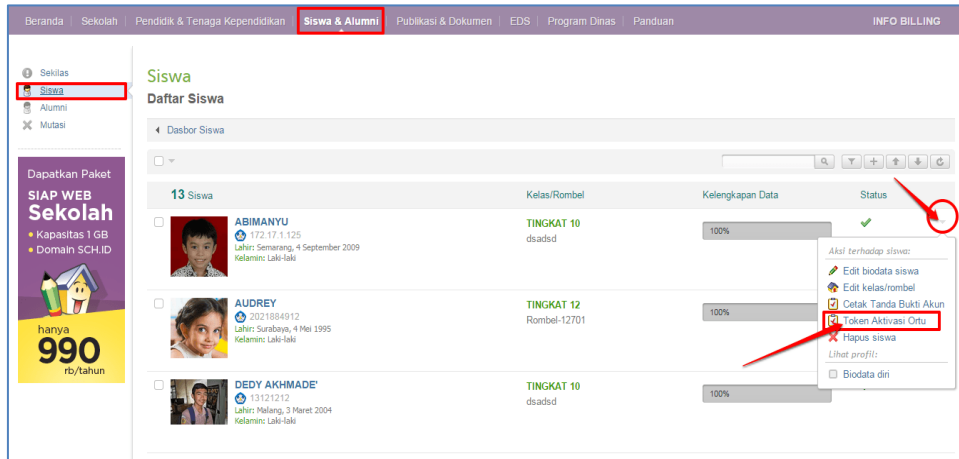 Beranda Sekolah Pendidik & Tenaga Kependidikan Siswa & Alumni Publikasi & Dokumen EDS Program Dinas Panduan INFO BILLING
Sekilas
Siswa
Alumni
Mutasi
Dapatkan Paket
SIAP WEB
Sekolah
• Kapasitas 1 GB
• Domain SCH.ID
hanya
990
rb/tahun
Siswa
Daftar Siswa
Dasbor Siswa
13 Siswa Kelas/Rombel Kelengkapan Data Status
ABIMANYU
172.17.1.125
Lahir: Semarang, 4 September 2009
Kelamin: Laki-laki
TINGKAT 10
dsadsd
100%
AUDREY
2021884912
Lahir: Surabaya, 4 Mei 1995
Kelamin: Laki-laki
TINGKAT 12
Rombel-12701
100%
DEDY AKHMADE'
13121212
Lahir: Malang, 3 Maret 2004
Kelamin: Laki-laki
TINGKAT 10
dsadsd
100%
Aksi terhadap siswa:
Edit biodata siswa
Edit kelas/rombel
Cetak Tanda Bukti Akun
Token Aktivasi Ortu
Hapus siswa
Lihat profil:
Biodata diri